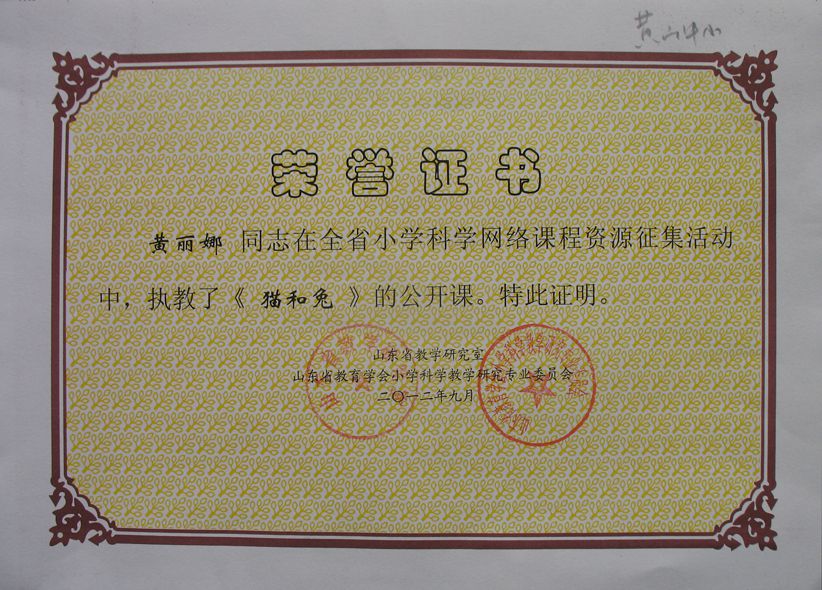 荣誉证书
黄丽娜 同志在全省小学科学网络课程资源征集活动
中，执教了《 猫和兔 》的公开课。特此证明。
山东省教学研究室
山东省教育学会小学科学教学研究专业委员会
二〇一二年九月